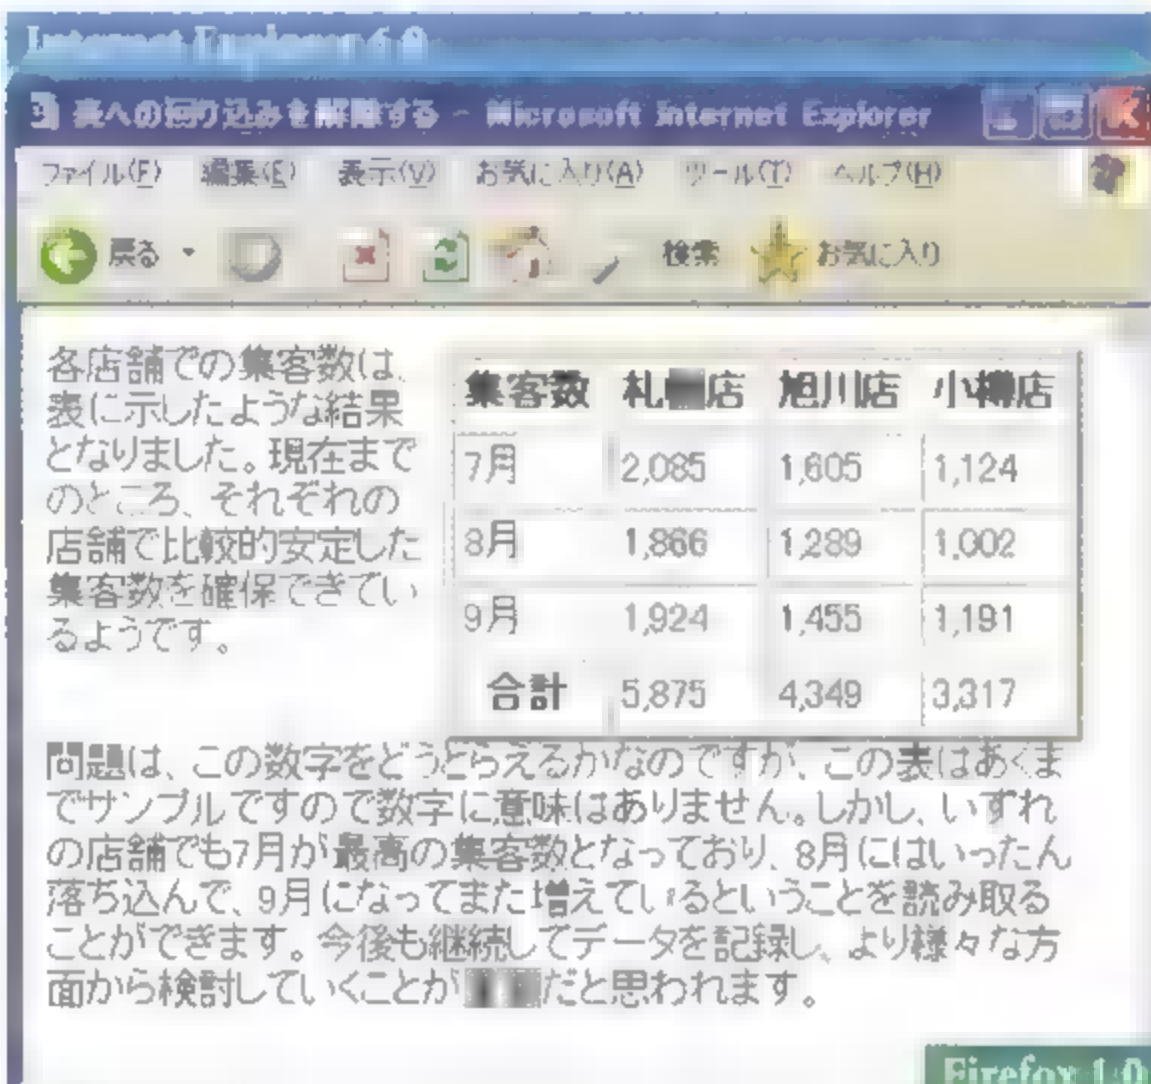 Internet Explorer 6.0
表への回り込みを解除する - Microsoft Internet Explorer
ファイル(F) 編集(E) 表示(V) お気に入り(A) ツール(T) ヘルプ(H)
戻る 検索 お気に入り
各店舗での集客数は、
表に示したような結果
となりました。現在まで
のところ、それぞれの
店舗で比較的安定した
集客数を確保できてい
るようです。
集客数 札 店 旭川店 小樽店
7月 2,085 1,605 1,124
8月 1,866 1,289 1,002
9月 1,924 1,455 1,191
合計 5,875 4,349 3,317
問題は、この数字をどうとらえるかなのですが、この表はあくま
でサンプルですので数字に意味はありません。しかし、いずれ
の店舗でも7月が最高の集客数となっており、8月にはいったん
落ち込んで、9月になってまた増えているということを読み取る
ことができます。今後も継続してデータを記録し、より様々な方
面から検討していくことが だと思われます。
Firefox 1.0